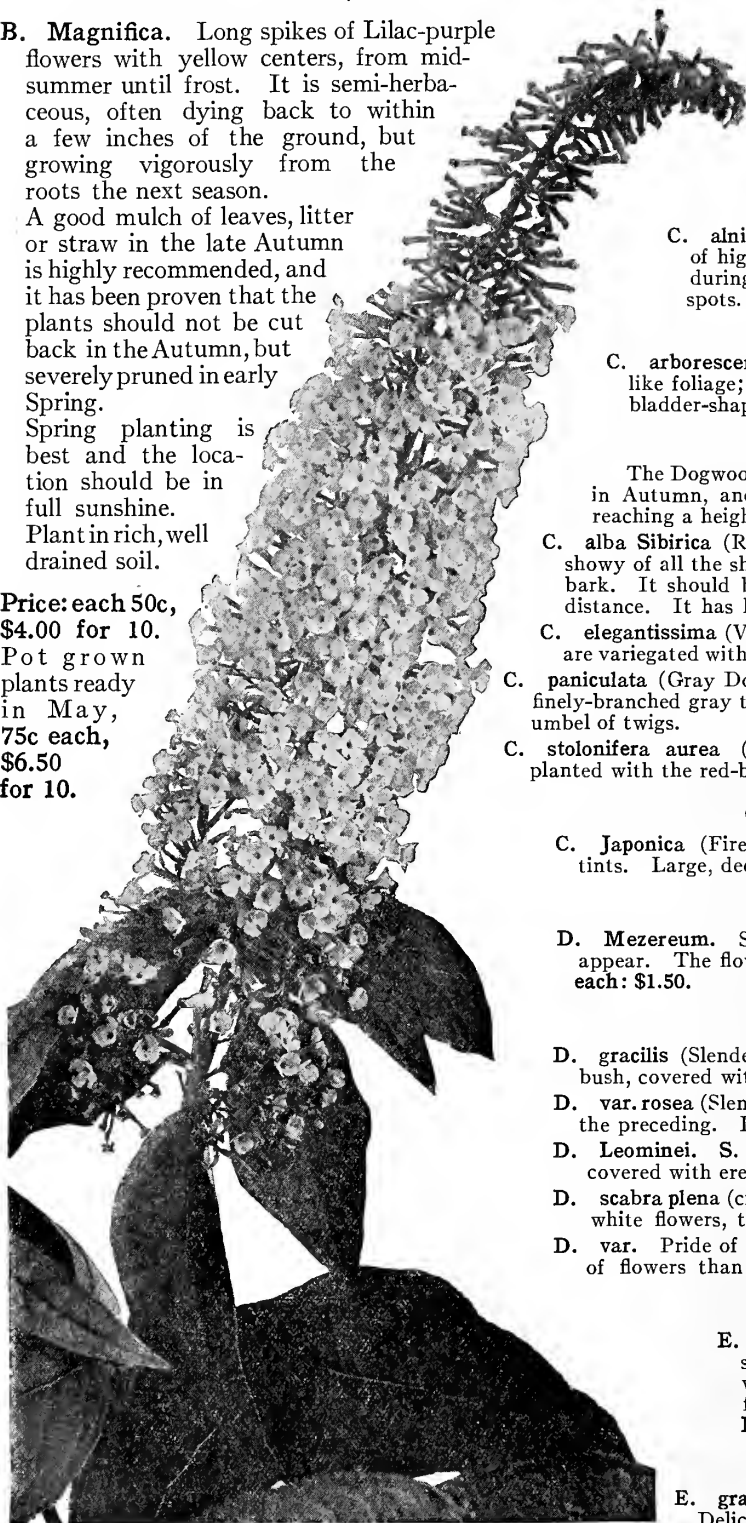 B. Magnifica. Long spikes of Lilac-purple
flowers with yellow centers, from mid-
summer until frost. It is semi-herba-
ceous, often dying back to within
a few inches of the ground, but
growing vigorously from the
roots the next season.
A good mulch of leaves, litter
or straw in the late Autumn
is highly recommended, and
it has been proven that the
plants should not be cut
back in the Autumn, but
severely pruned in early
Spring.
Spring planting is
best and the loca-
tion should be in
full sunshine.
Plant in rich, well
drained soil.
Price: each 50c,
$4.00 for 10.
Pot grown
plants ready
in May,
75c each,
$6.50
for 10.
C. alni
of hig
during
spots.
C. arborescen
like foliage;
bladder-shap
The Dogwoo
in Autumn, and
reaching a heigh
C. alba Sibirica (R
showy of all the sh
bark. It should b
distance. It has
C. elegantissima (V
are variegated with
C. paniculata (Gray Do
finely-branched gray t
umbel of twigs.
C. stolonifera aurea (
planted with the red-b
C. Japonica (Fire
tints. Large, dee
D. Mezereum. S
appear. The flow
each: $1.50.
D. gracilis (Slende
bush, covered wit
D. var. rosea (Slen
the preceding.
D. Leominei. S.
covered with ere
D. scabra plena (c
white flowers, t
D. var. Pride of
of flowers than
E.
s
f
E. gra
Delic